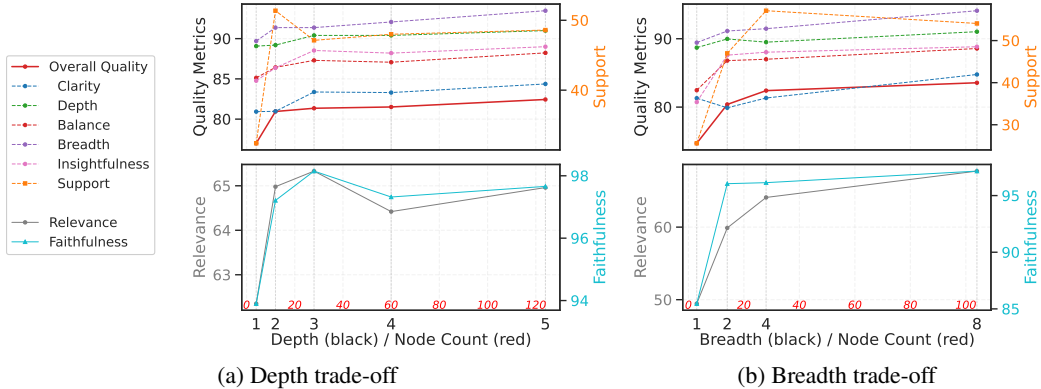 Overall Quality
Clarity
Depth
Balance
Breadth
Insightfulness
Support
Relevance
Faithfulness
Quality Metrics
90
85
80
50
40
Support
Relevance
65
64
63
98
96
94
Faithfulness
0 20 40 60 80 100 120
1 2 3 4 5
Depth (black) / Node Count (red)
(a) Depth trade-off
Quality Metrics
90
80
50
40
30
Support
Relevance
60
50
95
90
85
Faithfulness
0 20 40 60 80 100
1 2 4 8
Breadth (black) / Node Count (red)
(b) Breadth trade-off